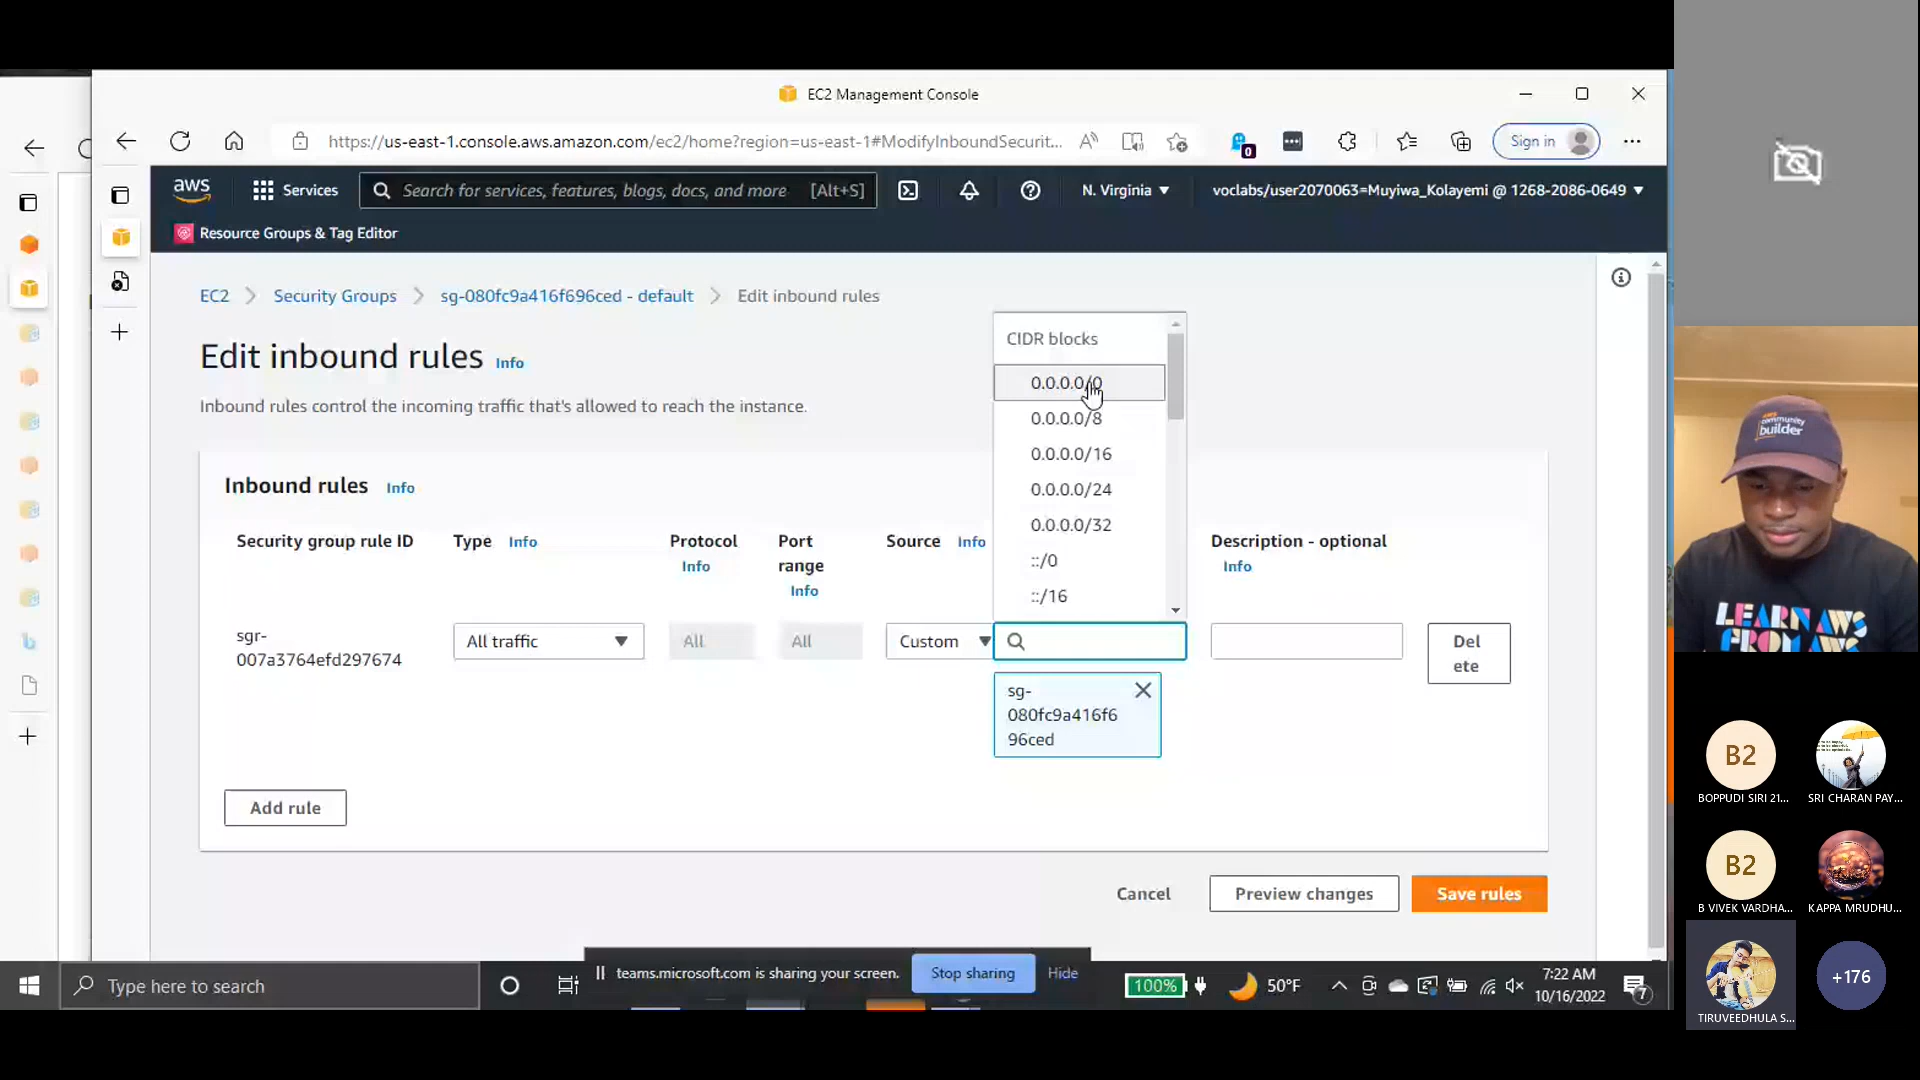 EC2 Management Console
https://us-east-1.console.aws.amazon.com/ec2/home?region=us-east-1#ModifyInboundSecurit...
0
Sign in
aws
Services
Search for services, features, blogs, docs, and more [Alt+S]
N. Virginia
voclabs/user2070063=Muyiwa_Kolayemi @ 1268-2086-0649
Resource Groups & Tag Editor
EC2
Security Groups
sg-080fc9a416f696ced - default
Edit inbound rules
Edit inbound rules Info
Inbound rules control the incoming traffic that's allowed to reach the instance.
CIDR blocks
0.0.0.0/0
0.0.0.0/8
0.0.0.0/16
0.0.0.0/24
0.0.0.0/32
::/0
::/16
Inbound rules Info
Security group rule ID
Type Info
Protocol
Info
Port
range
Info
Source Info
Description - optional
Info
sgr-
007a3764efd297674
All traffic
All
All
Custom
sg-
080fc9a416f6
96ced
Del
ete
Add rule
Cancel
Preview changes
Save rules
teams.microsoft.com is sharing your screen.
Stop sharing
Hide
Type here to search
100%
50°F
7:22 AM
10/16/2022
7
community
builder
LEARN AWS
FROM AWS
B2
BOPPUDI SIRI 21...
SRI CHARAN PAY...
B2
B VIVEK VARDHA...
KAPPA MRUDHU...
TIRUVEEDHULA S...
+176